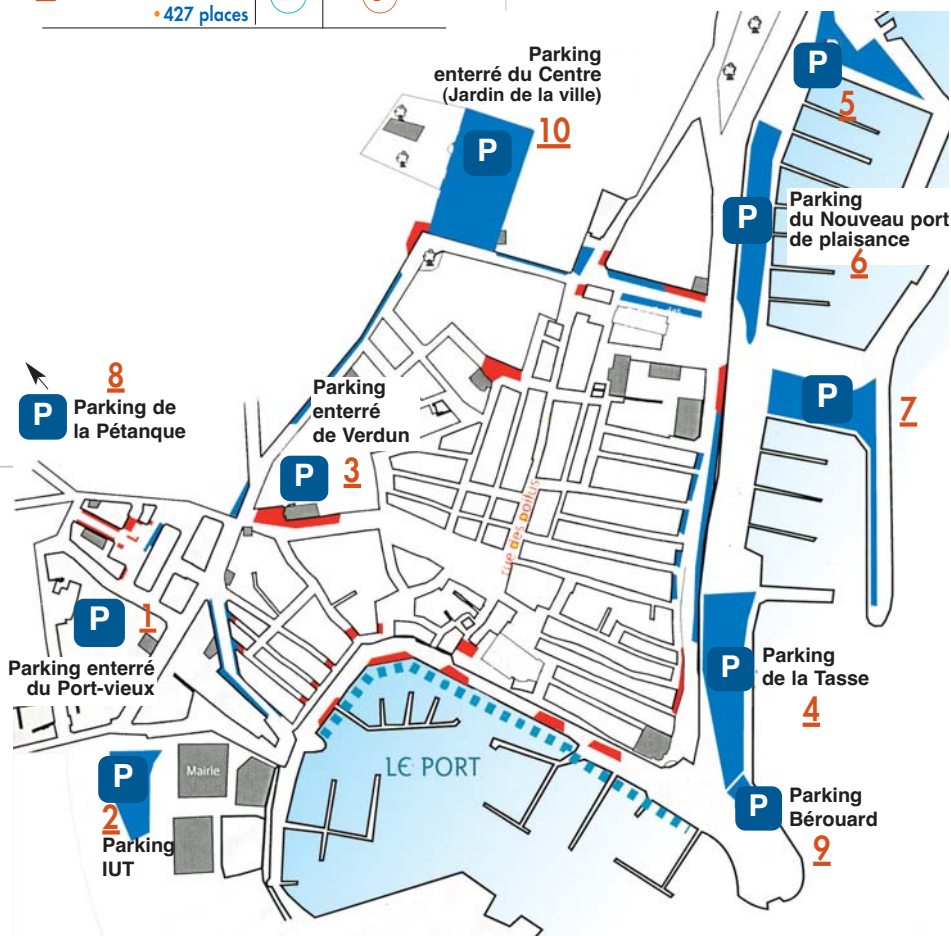 • 427 places
Parking
enterré du Centre
(Jardin de la ville)
10
P
P
5
P
Parking
du Nouveau port
de plaisance
6
8
P
Parking de
la Pétanque
Parking
enterré
de Verdun
P
3
P
7
rue des poilus
P
1
Parking enterré
du Port-vieux
P
Parking
de la Tasse
4
LE PORT
Mairie
P
2
Parking
IUT
P
Parking
Bérouard
9